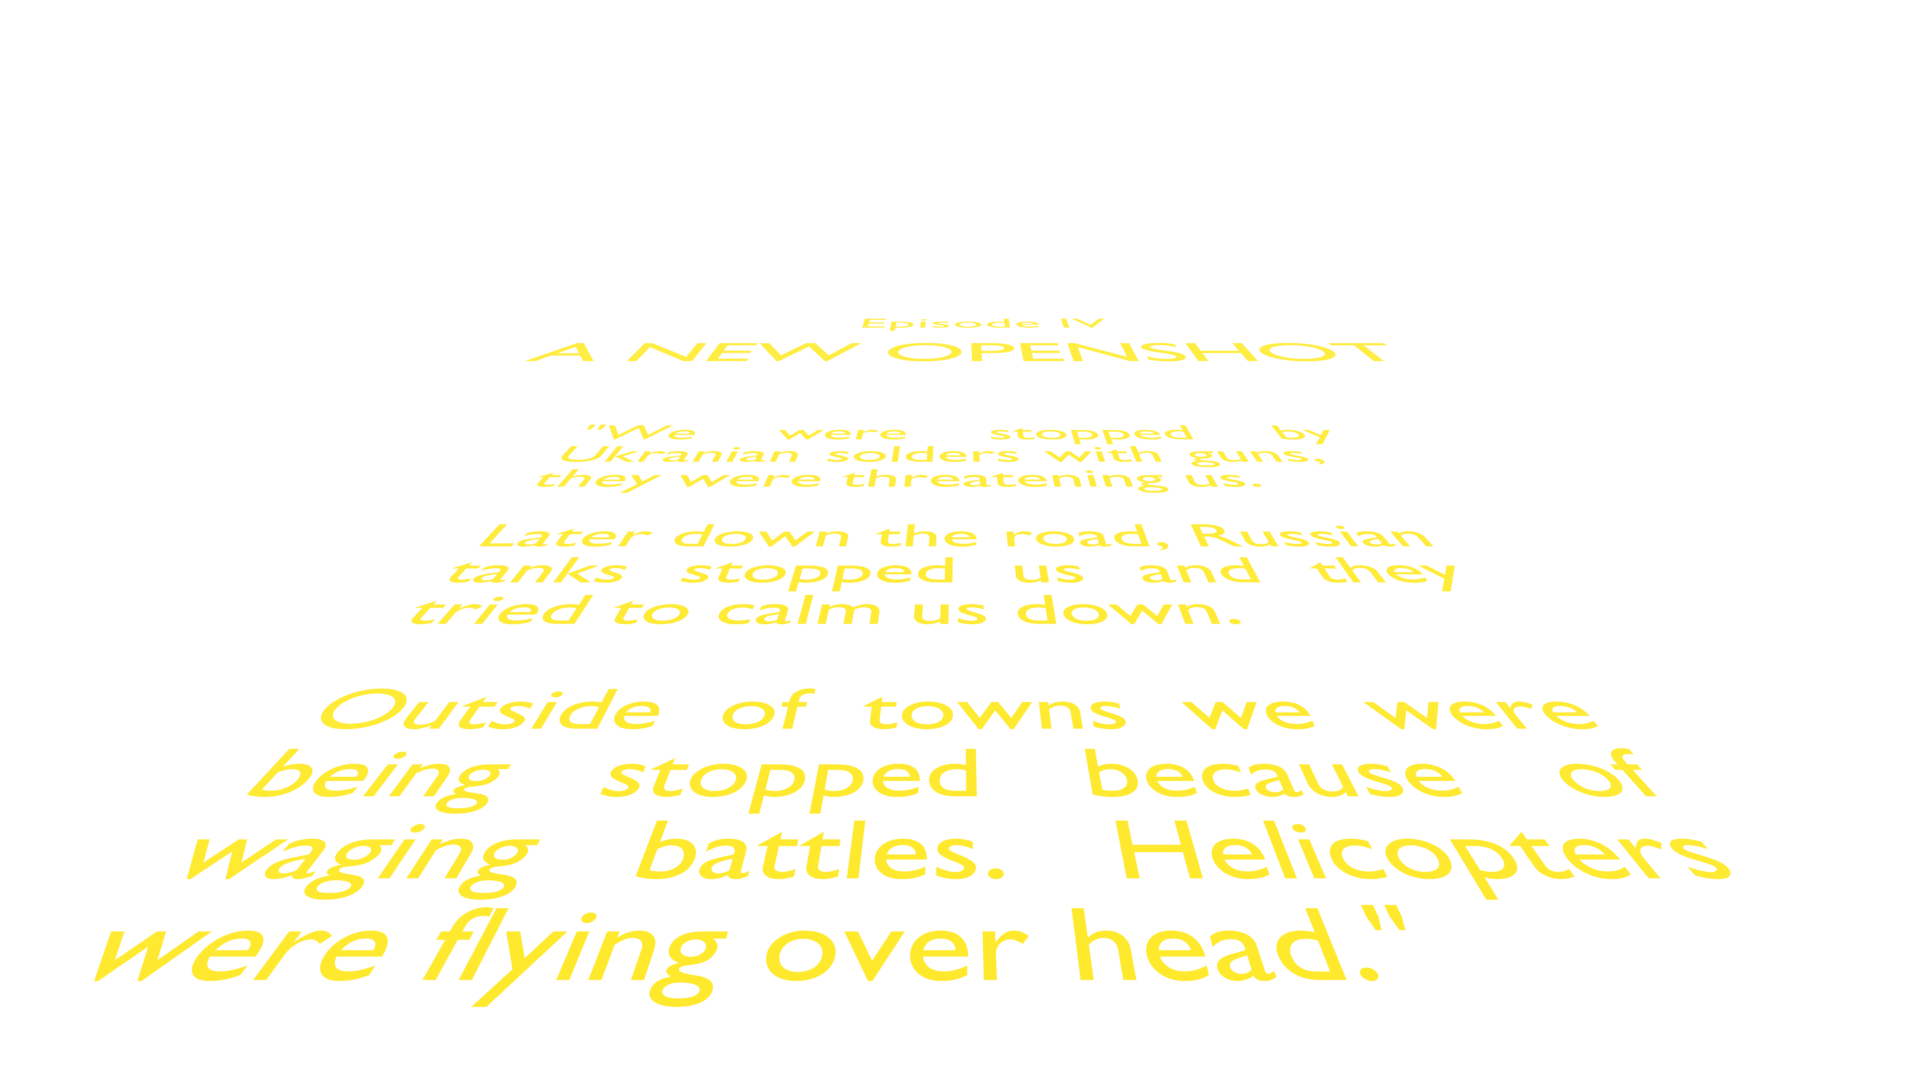 Episode IV
A NEW OPENSHOT
"We were stopped by
Ukranian solders with guns,
they were threatening us.
Later down the road, Russian
tanks stopped us and they
tried to calm us down.
Outside of towns we were
being stopped because of
waging battles. Helicopters
were flying over head."